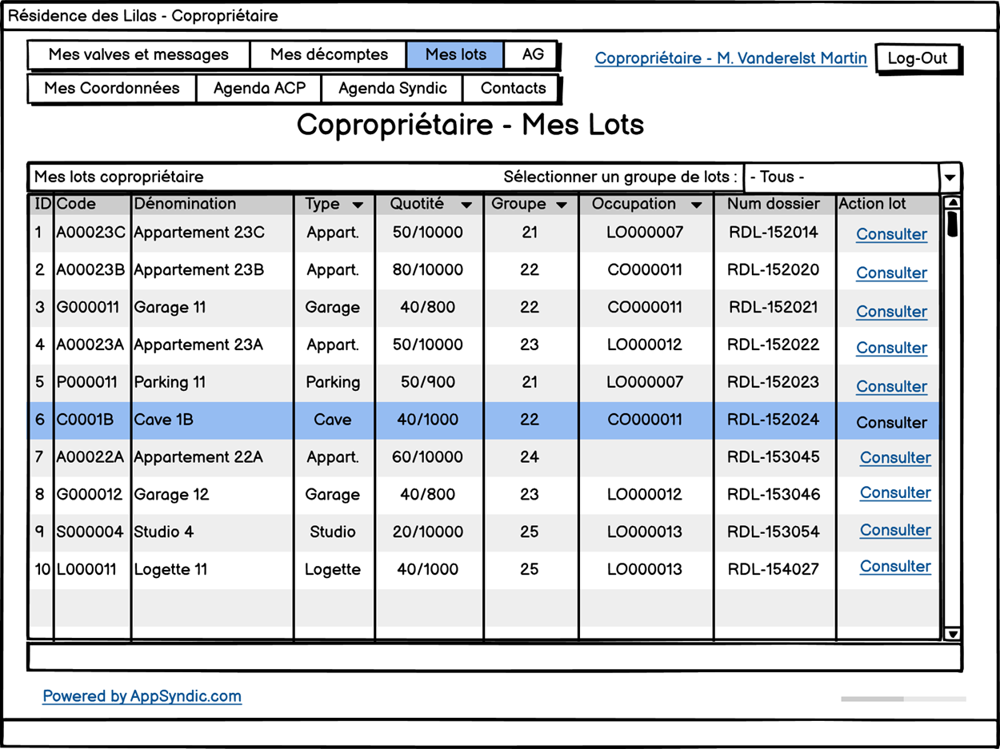 Résidence des Lilas - Copropriétaire
Mes valves et messages Mes décomptes Mes lots AG Copropriétaire - M. Vanderelst Martin Log-Out
Mes Coordonnées Agenda ACP Agenda Syndic Contacts
Copropriétaire - Mes Lots
Mes lots copropriétaire Sélectionner un groupe de lots : - Tous -
ID Code Dénomination Type Quotité Groupe Occupation Num dossier Action lot
1 A00023C Appartement 23C Appart. 50/10000 21 LO000007 RDL-152014 Consulter
2 A00023B Appartement 23B Appart. 80/10000 22 CO000011 RDL-152020 Consulter
3 G000011 Garage 11 Garage 40/800 22 CO000011 RDL-152021 Consulter
4 A00023A Appartement 23A Appart. 50/10000 23 LO000012 RDL-152022 Consulter
5 P000011 Parking 11 Parking 50/900 21 LO000007 RDL-152023 Consulter
6 C0001B Cave 1B Cave 40/1000 22 CO000011 RDL-152024 Consulter
7 A00022A Appartement 22A Appart. 60/10000 24 RDL-153045 Consulter
8 G000012 Garage 12 Garage 40/800 23 LO000012 RDL-153046 Consulter
9 S000004 Studio 4 Studio 20/10000 25 LO000013 RDL-153054 Consulter
10 L000011 Logette 11 Logette 40/1000 25 LO000013 RDL-154027 Consulter
Powered by AppSyndic.com